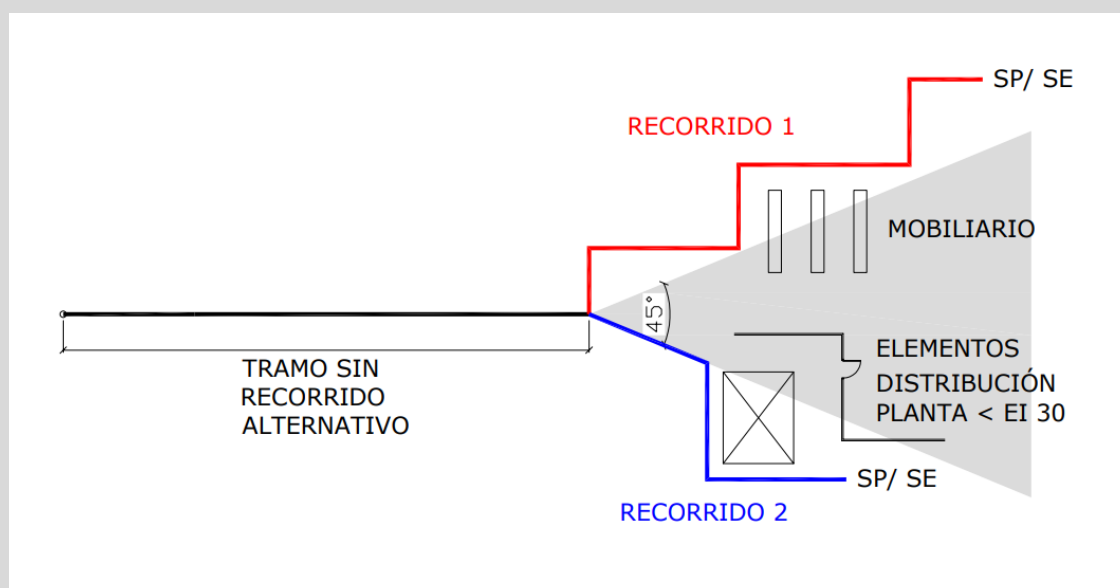 SP/ SE
RECORRIDO 1
MOBILIARIO
45°
TRAMO SIN
RECORRIDO
ALTERNATIVO
ELEMENTOS
DISTRIBUCIÓN
PLANTA < EI 30
SP/ SE
RECORRIDO 2